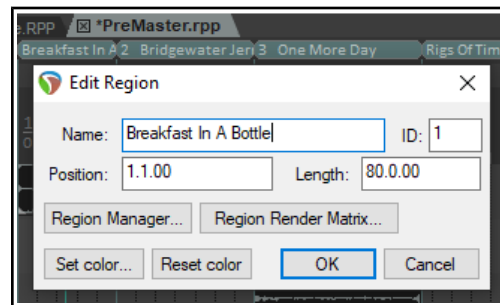 e.RPP *PreMaster.rpp
Breakfast In A 2 Bridgewater Jer 3 One More Day Rigs Of Tim
Edit Region
Name: Breakfast In A Bottle ID: 1
Position: 1.1.00 Length: 80.0.00
Region Manager... Region Render Matrix...
Set color... Reset color OK Cancel